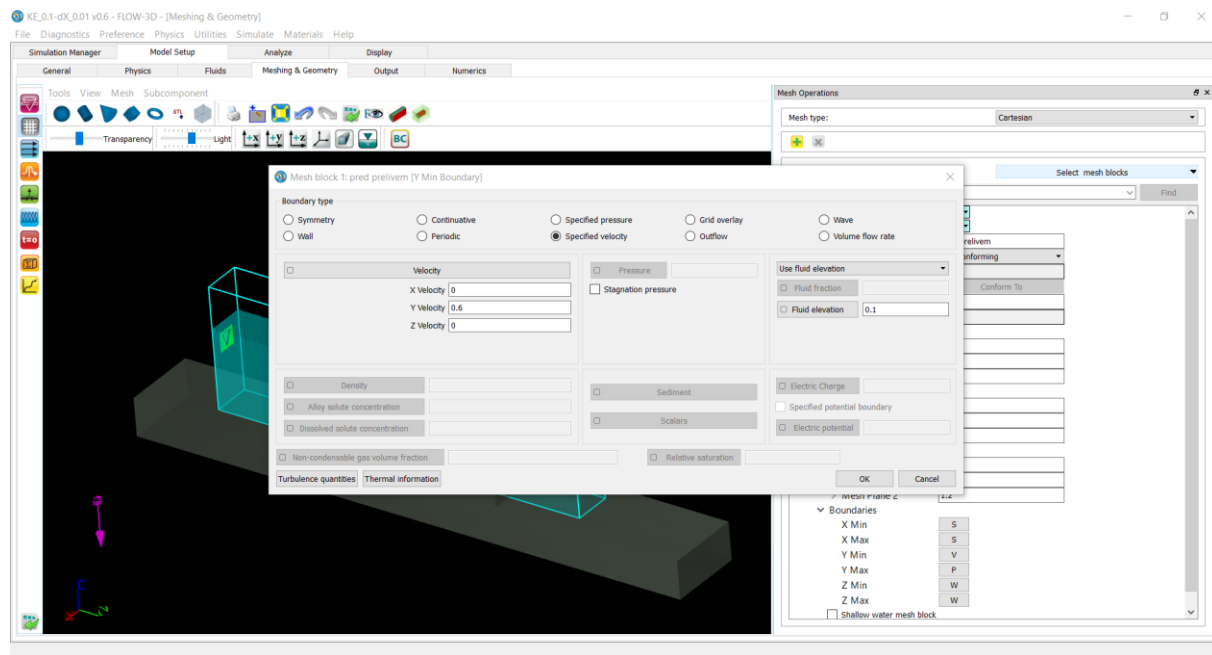 KE_0.1-dX_0.01 v0.6 - FLOW-3D - [Meshing & Geometry]
File Diagnostics Preference Physics Utilities Simulate Materials Help
Simulation Manager Model Setup Analyze Display
General Physics Fluids Meshing & Geometry Output Numerics
Tools View Mesh Subcomponent
Transparency Light +x +y +z BC
Mesh Operations
Mesh type: Cartesian
Select mesh blocks
Find
Mesh block 1: pred prelivem [Y Min Boundary]
Boundary type
Symmetry Continuative Specified pressure Grid overlay Wave
Wall Periodic Specified velocity Outflow Volume flow rate
Velocity Pressure Use fluid elevation
X Velocity 0 Stagnation pressure Fluid fraction
Y Velocity 0.6 Fluid elevation 0.1
Z Velocity 0
Density Sediment Electric Charge
Alloy solute concentration Specified potential boundary
Dissolved solute concentration Scalars Electric potential
Non-condensable gas volume fraction Relative saturation
Turbulence quantities Thermal information OK Cancel
relivem
nforming
Conform To
Mesh Plane Z 1.2
Boundaries
X Min S
X Max S
Y Min V
Y Max P
Z Min W
Z Max W
Shallow water mesh block
t=0
V